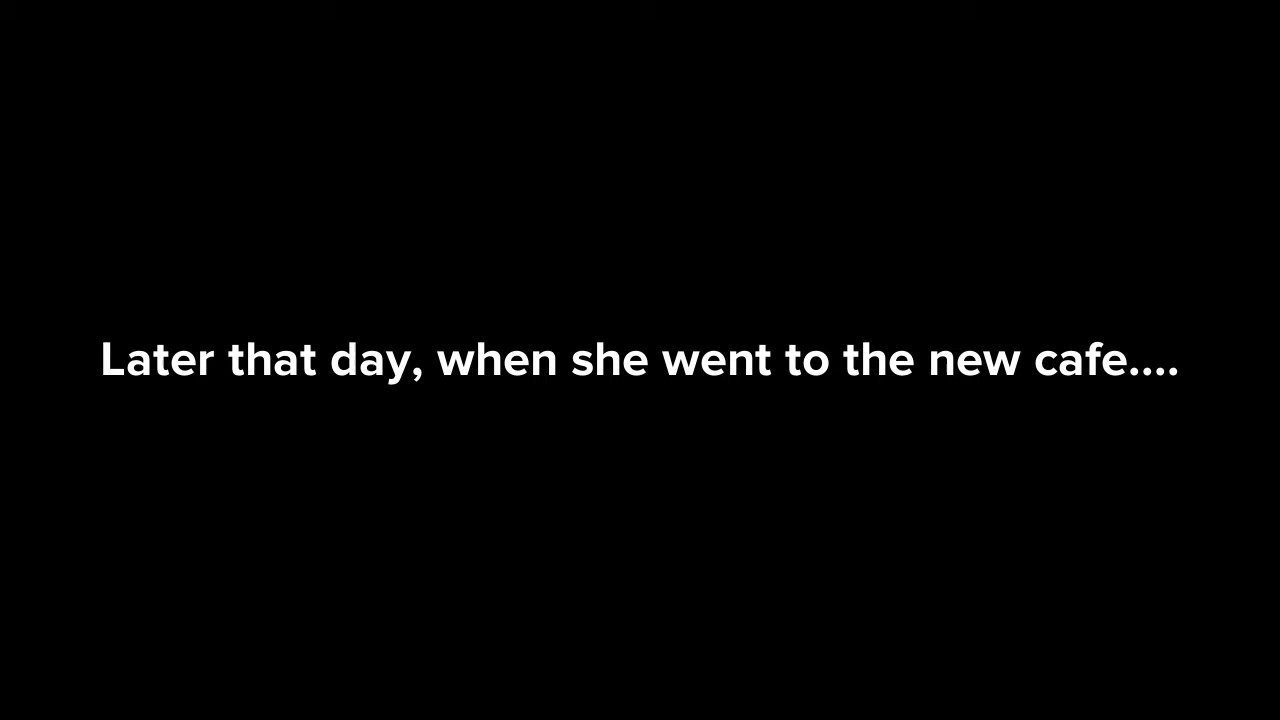 Later that day, when she went to the new cafe....